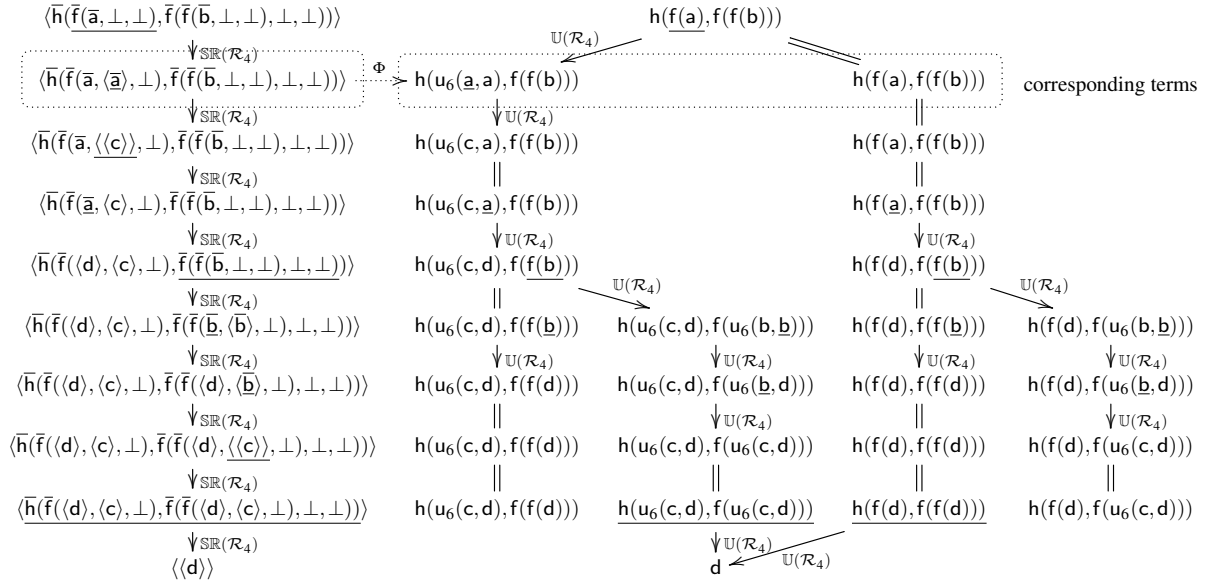 ⟨h̅(f̅(a̅,⊥,⊥),f̅(f̅(b̅,⊥,⊥),⊥,⊥))⟩ h(f(a),f(f(b)))
𝕊ℝ(R₄) 𝕌(R₄)
⟨h̅(f̅(a̅,⟨a̅⟩,⊥),f̅(f̅(b̅,⊥,⊥),⊥,⊥))⟩ Φ h(u₆(a,a),f(f(b))) h(f(a),f(f(b))) corresponding terms
𝕊ℝ(R₄) 𝕌(R₄)
⟨h̅(f̅(a̅,⟨⟨c⟩⟩,⊥),f̅(f̅(b̅,⊥,⊥),⊥,⊥))⟩ h(u₆(c,a),f(f(b))) h(f(a),f(f(b)))
𝕊ℝ(R₄)
⟨h̅(f̅(a̅,⟨c⟩,⊥),f̅(f̅(b̅,⊥,⊥),⊥,⊥))⟩ h(u₆(c,a),f(f(b))) h(f(a),f(f(b)))
𝕊ℝ(R₄) 𝕌(R₄) 𝕌(R₄)
⟨h̅(f̅(⟨d⟩,⟨c⟩,⊥),f̅(f̅(b̅,⊥,⊥),⊥,⊥))⟩ h(u₆(c,d),f(f(b))) h(f(d),f(f(b)))
𝕊ℝ(R₄) 𝕌(R₄) 𝕌(R₄)
⟨h̅(f̅(⟨d⟩,⟨c⟩,⊥),f̅(f̅(b̅,⟨b̅⟩,⊥),⊥,⊥))⟩ h(u₆(c,d),f(f(b))) h(u₆(c,d),f(u₆(b,b))) h(f(d),f(f(b))) h(f(d),f(u₆(b,b)))
𝕊ℝ(R₄) 𝕌(R₄) 𝕌(R₄) 𝕌(R₄) 𝕌(R₄)
⟨h̅(f̅(⟨d⟩,⟨c⟩,⊥),f̅(f̅(⟨d⟩,⟨b̅⟩,⊥),⊥,⊥))⟩ h(u₆(c,d),f(f(d))) h(u₆(c,d),f(u₆(b,d))) h(f(d),f(f(d))) h(f(d),f(u₆(b,d)))
𝕊ℝ(R₄) 𝕌(R₄) 𝕌(R₄)
⟨h̅(f̅(⟨d⟩,⟨c⟩,⊥),f̅(f̅(⟨d⟩,⟨⟨c⟩⟩,⊥),⊥,⊥))⟩ h(u₆(c,d),f(f(d))) h(u₆(c,d),f(u₆(c,d))) h(f(d),f(f(d))) h(f(d),f(u₆(c,d)))
𝕊ℝ(R₄)
⟨h̅(f̅(⟨d⟩,⟨c⟩,⊥),f̅(f̅(⟨d⟩,⟨c⟩,⊥),⊥,⊥))⟩ h(u₆(c,d),f(f(d))) h(u₆(c,d),f(u₆(c,d))) h(f(d),f(f(d))) h(f(d),f(u₆(c,d)))
𝕊ℝ(R₄) 𝕌(R₄) 𝕌(R₄)
⟨⟨d⟩⟩ d